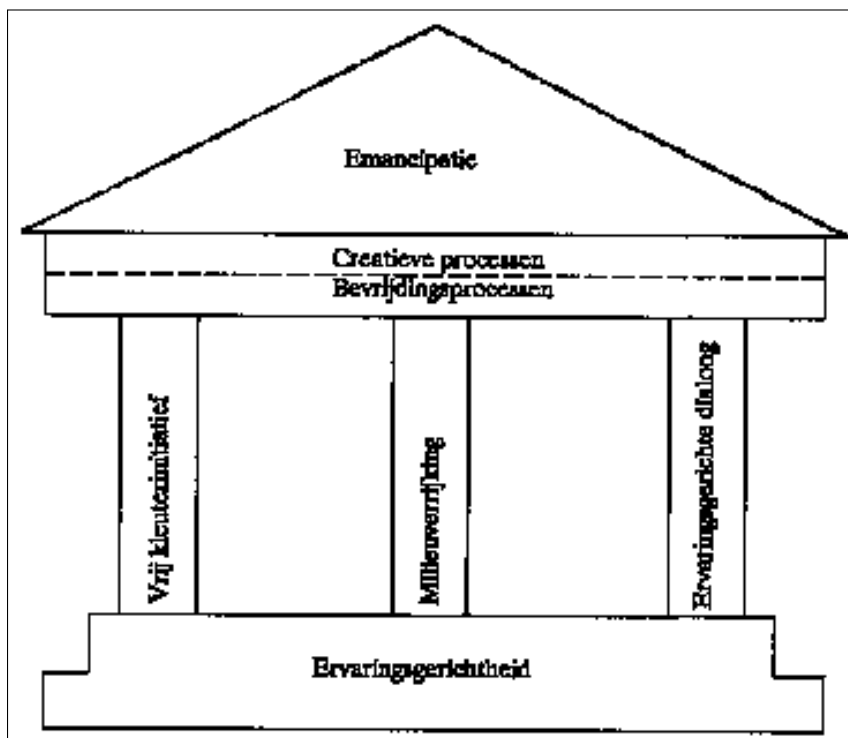 Emancipatie
Creatieve processen
Bevrijdingsprocessen
Vrij kleuterinitiatief
Milieuverrijking
Ervaringsgerichte dialoog
Ervaringsgerichtheid